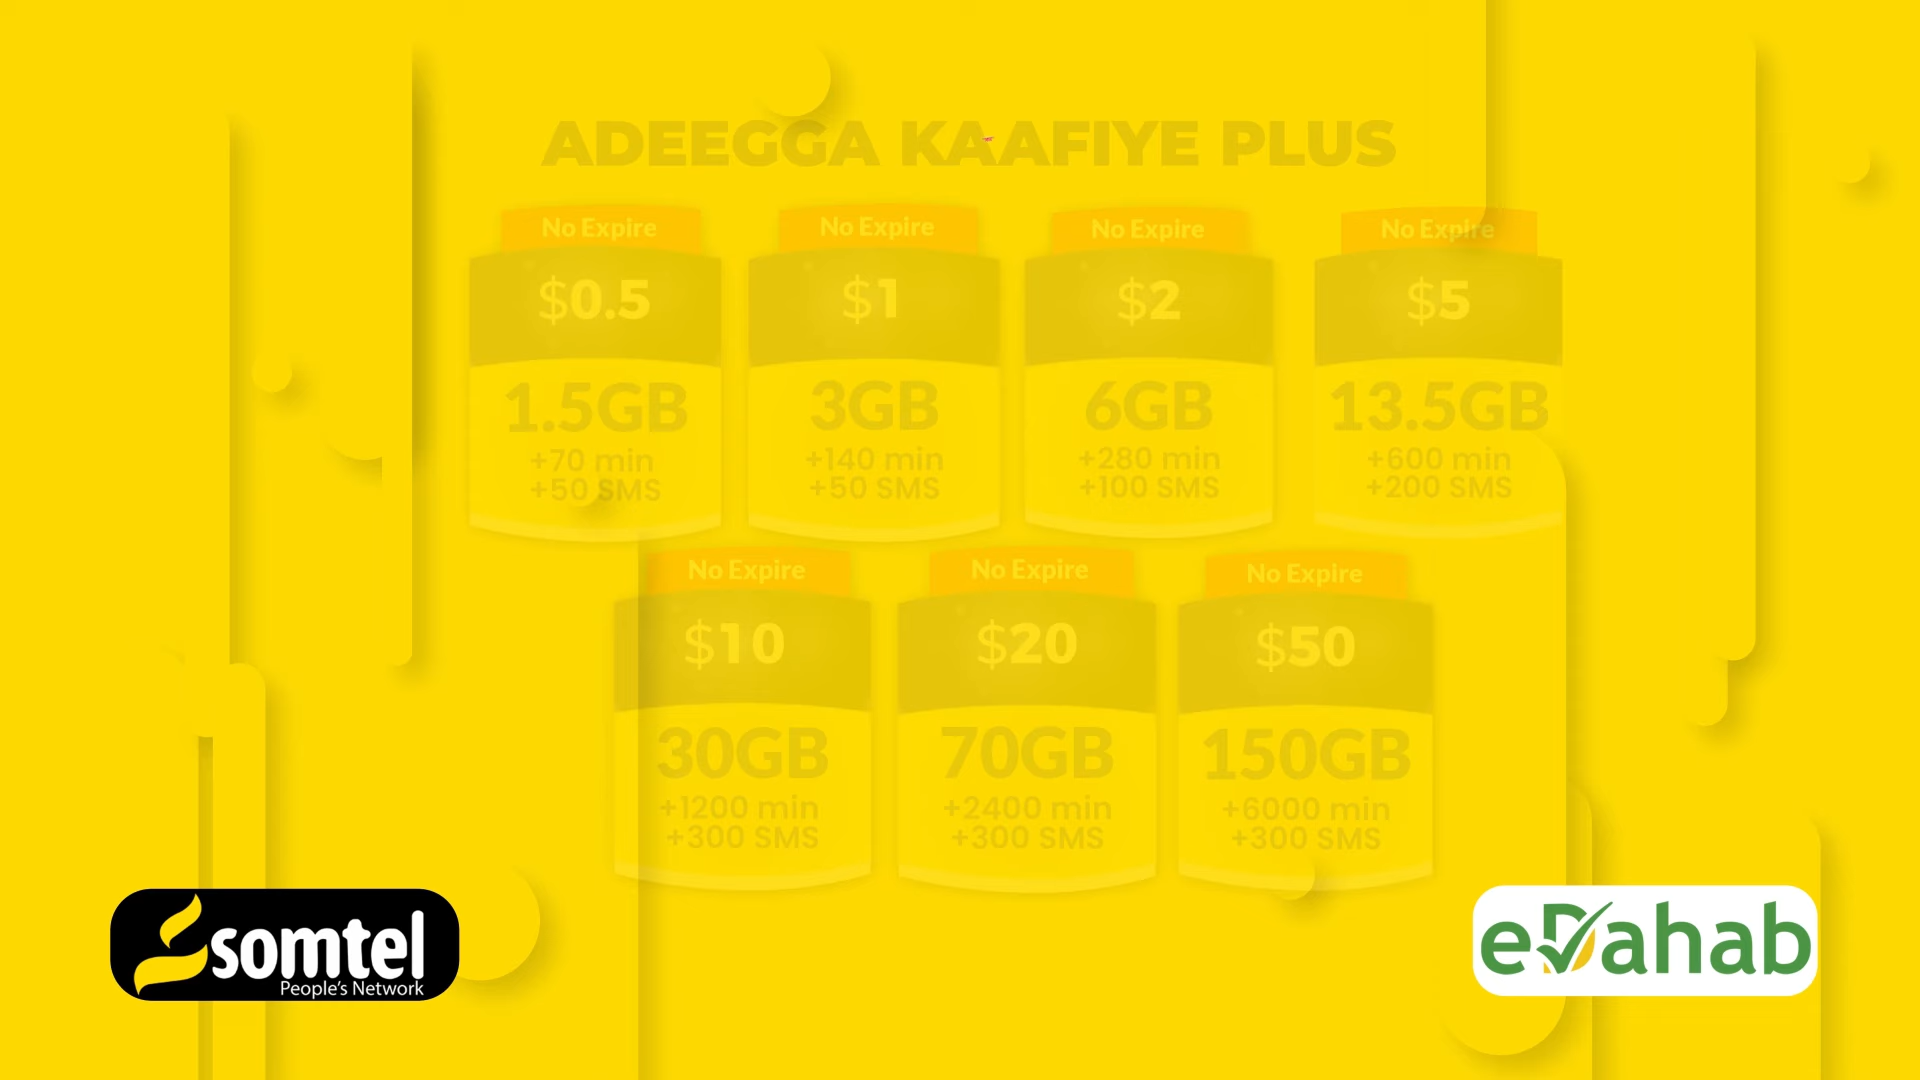 ADEEGGA KAAFIYE PLUS
No Expire
$0.5
1.5GB
+70 min
+50 SMS
No Expire
$1
3GB
+140 min
+50 SMS
No Expire
$2
6GB
+280 min
+100 SMS
No Expire
$5
13.5GB
+600 min
+200 SMS
No Expire
$10
30GB
+1200 min
+300 SMS
No Expire
$20
70GB
+2400 min
+300 SMS
No Expire
$50
150GB
+6000 min
+300 SMS
somtel
People's Network
eDahab